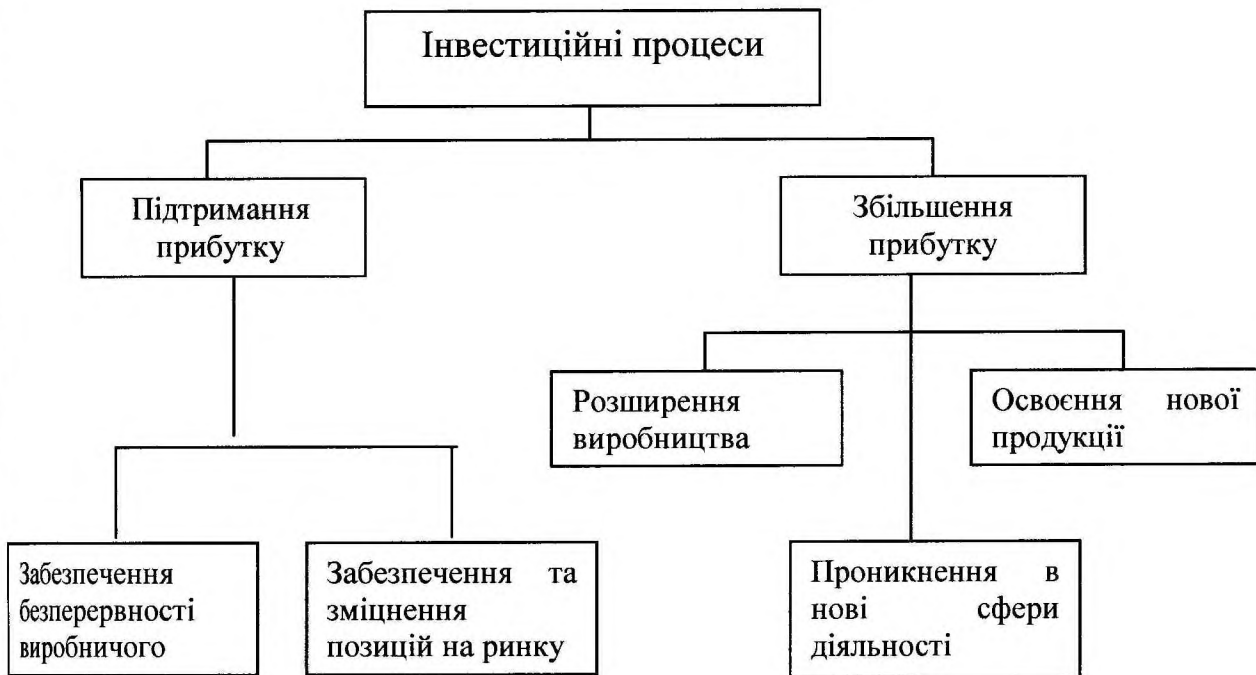 Інвестиційні процеси
Підтримання
прибутку
Збільшення
прибутку
Розширення
виробництва
Освоєння нової
продукції
Забезпечення
безперервності
виробничого
Забезпечення та
зміцнення
позицій на ринку
Проникнення в
нові сфери
діяльності